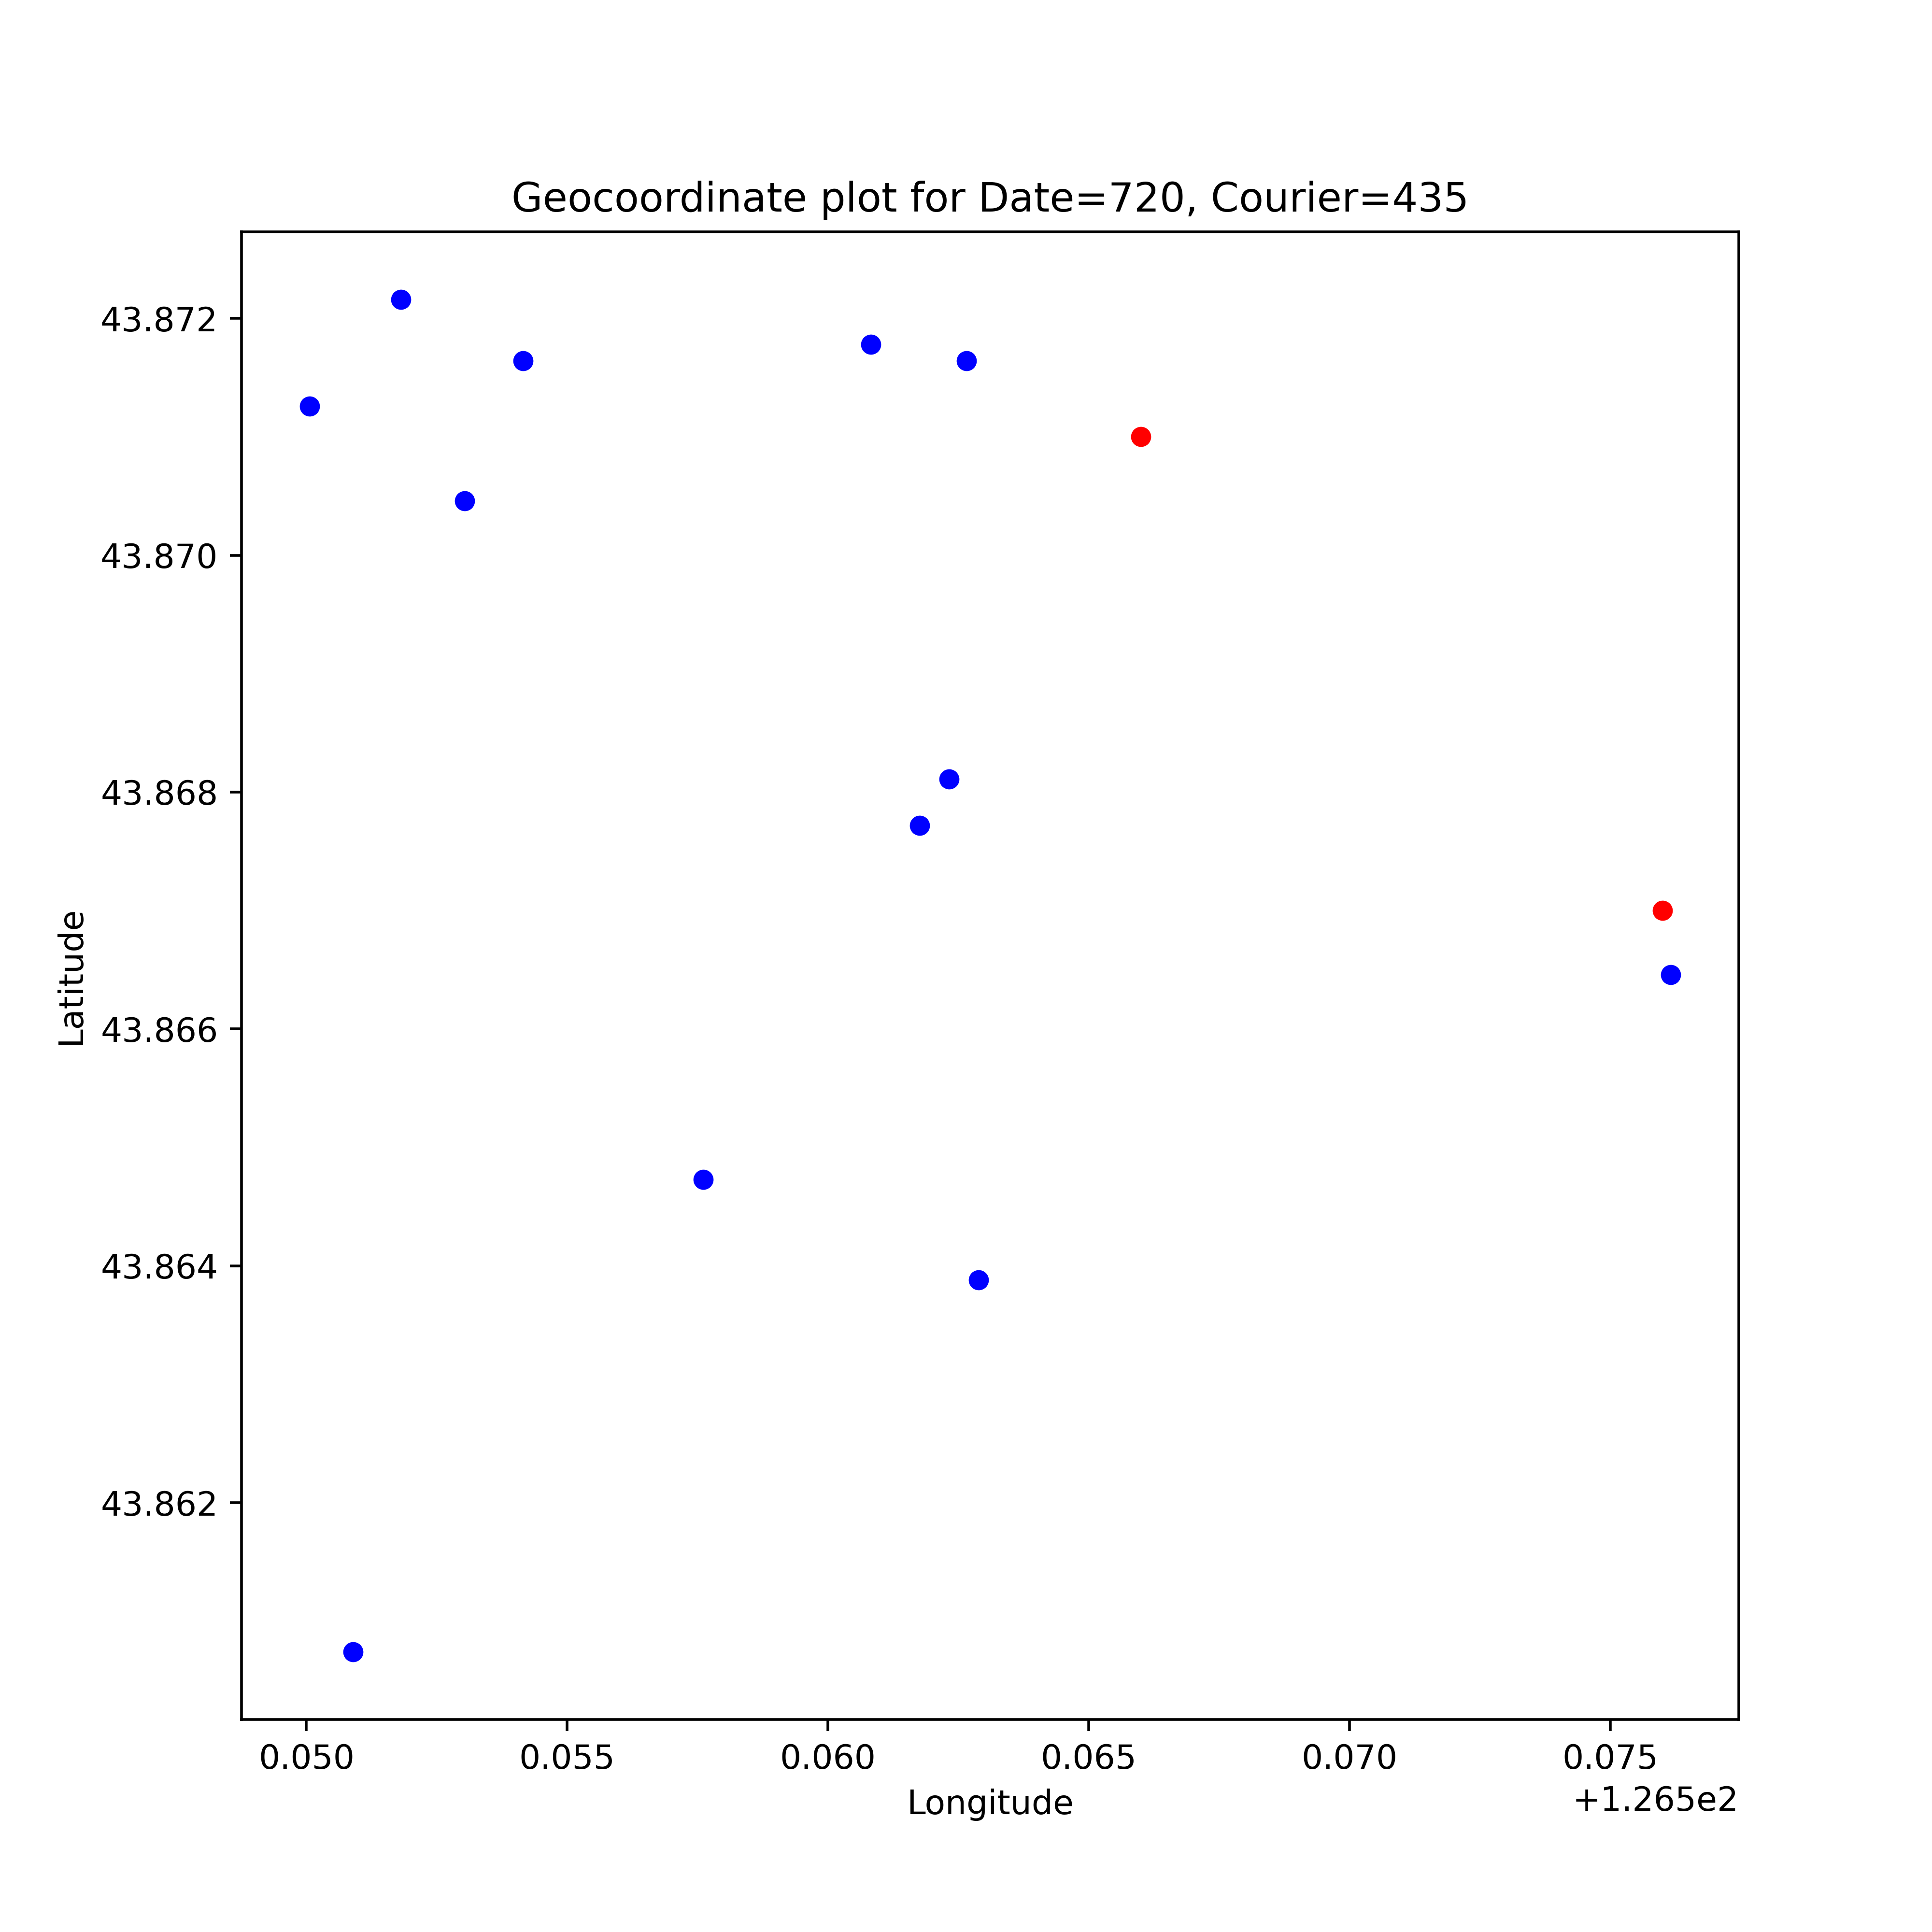 Geocoordinate plot for Date=720, Courier=435
43.872
43.870
43.868
43.866
43.864
43.862
Latitude
0.050 0.055 0.060 0.065 0.070 0.075
+1.265e2
Longitude